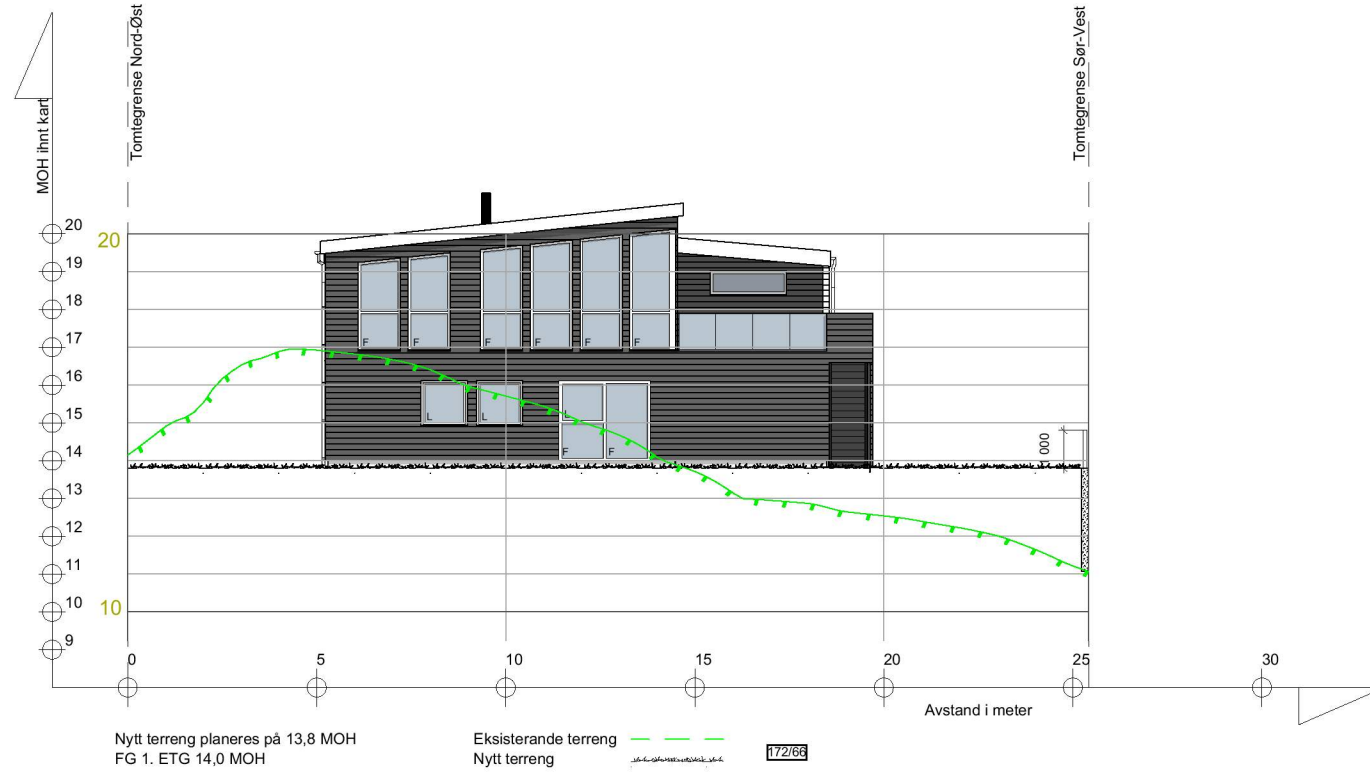 Tomtegrense Nord-Øst
Tomtegrense Sør-Vest
MOH ihnt kart
20
19
18
17
16
15
14
13
12
11
10
9
20
10
F
F
F
F
F
F
L
L
L
F
F
1 000
0
5
10
15
20
25
30
Avstand i meter
Nytt terreng planeres på 13,8 MOH
FG 1. ETG 14,0 MOH
Eksisterande terreng
Nytt terreng
172/66